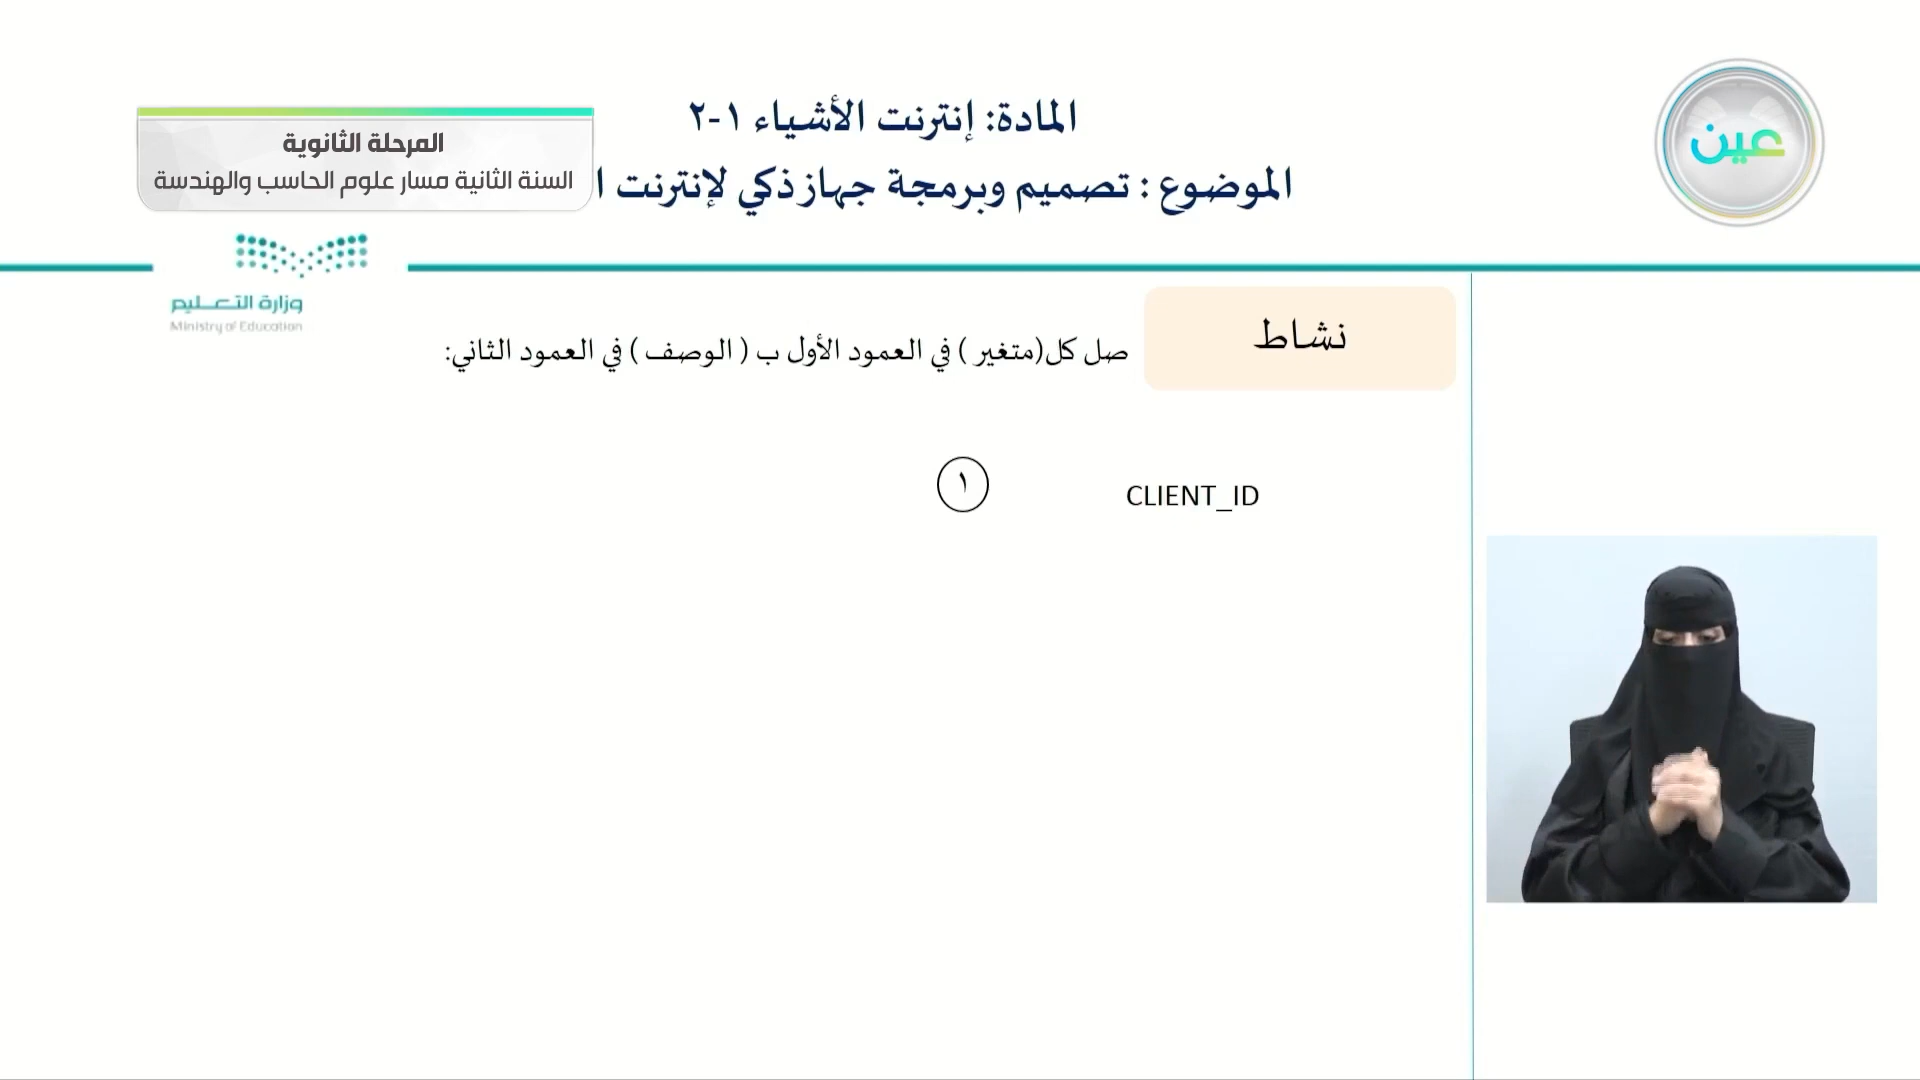 المادة: إنترنت الأشياء ١-٢
الموضوع : تصميم وبرمجة جهاز ذكي لإنترنت ا
المرحلة الثانوية
السنة الثانية مسار علوم الحاسب والهندسة
عين
وزارة التعليم
Ministry of Education
نشاط
صل كل(متغير ) في العمود الأول ب ( الوصف ) في العمود الثاني:
CLIENT_ID
١